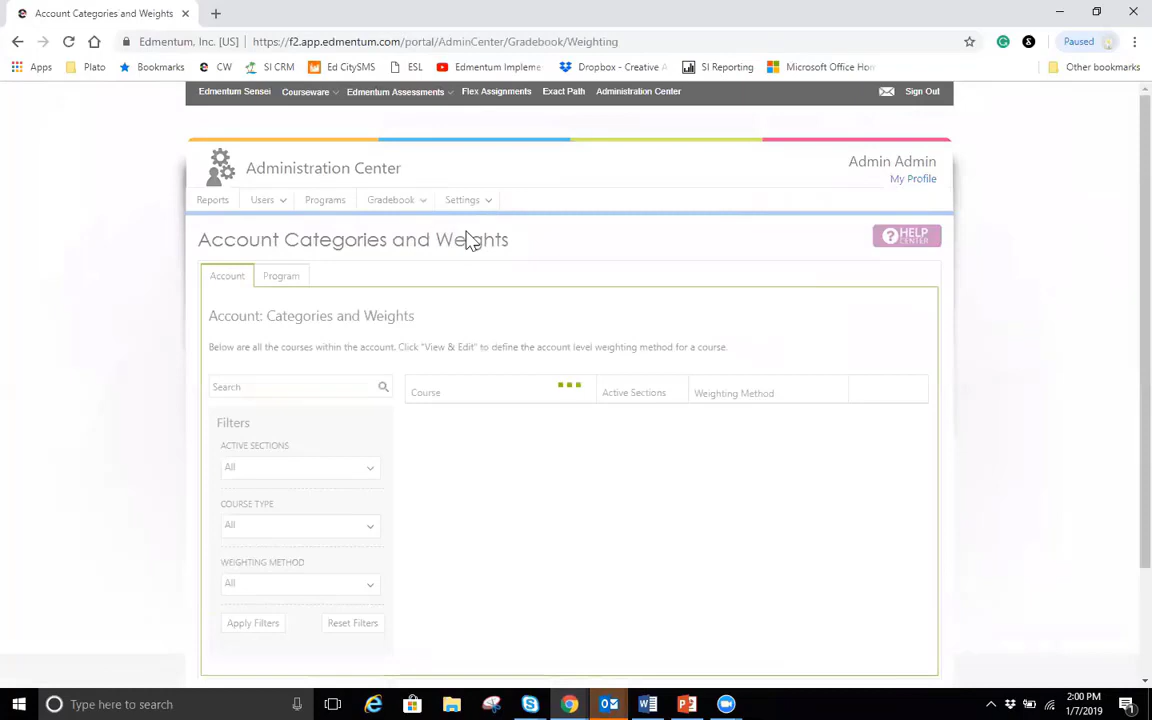 Account Categories and Weights
Edmentum, Inc. [US] https://f2.app.edmentum.com/portal/AdminCenter/Gradebook/Weighting
Paused
Apps Plato Bookmarks CW SI CRM Ed CitySMS ESL Edmentum Impleme Dropbox - Creative A SI Reporting Microsoft Office Hom Other bookmarks
Edmentum Sensei Courseware Edmentum Assessments Flex Assignments Exact Path Administration Center Sign Out
Administration Center
Admin Admin
My Profile
Reports Users Programs Gradebook Settings
Account Categories and Weights
HELP CENTER
Account Program
Account: Categories and Weights
Below are all the courses within the account. Click "View & Edit" to define the account level weighting method for a course.
Search
Course Active Sections Weighting Method
Filters
ACTIVE SECTIONS
All
COURSE TYPE
All
WEIGHTING METHOD
All
Apply Filters Reset Filters
Type here to search
2:00 PM
1/7/2019
1